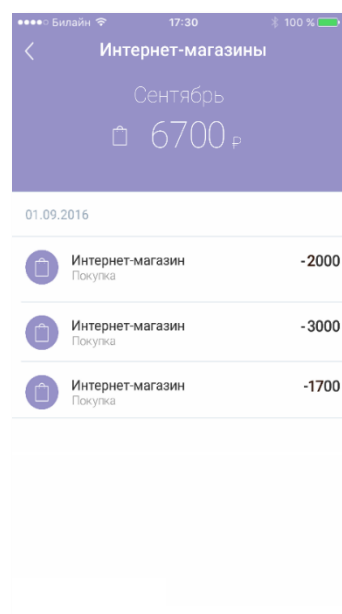 Билайн 17:30 100 %
Интернет-магазины
Сентябрь
6700 ₽
01.09.2016
Интернет-магазин -2000
Покупка
Интернет-магазин -3000
Покупка
Интернет-магазин -1700
Покупка